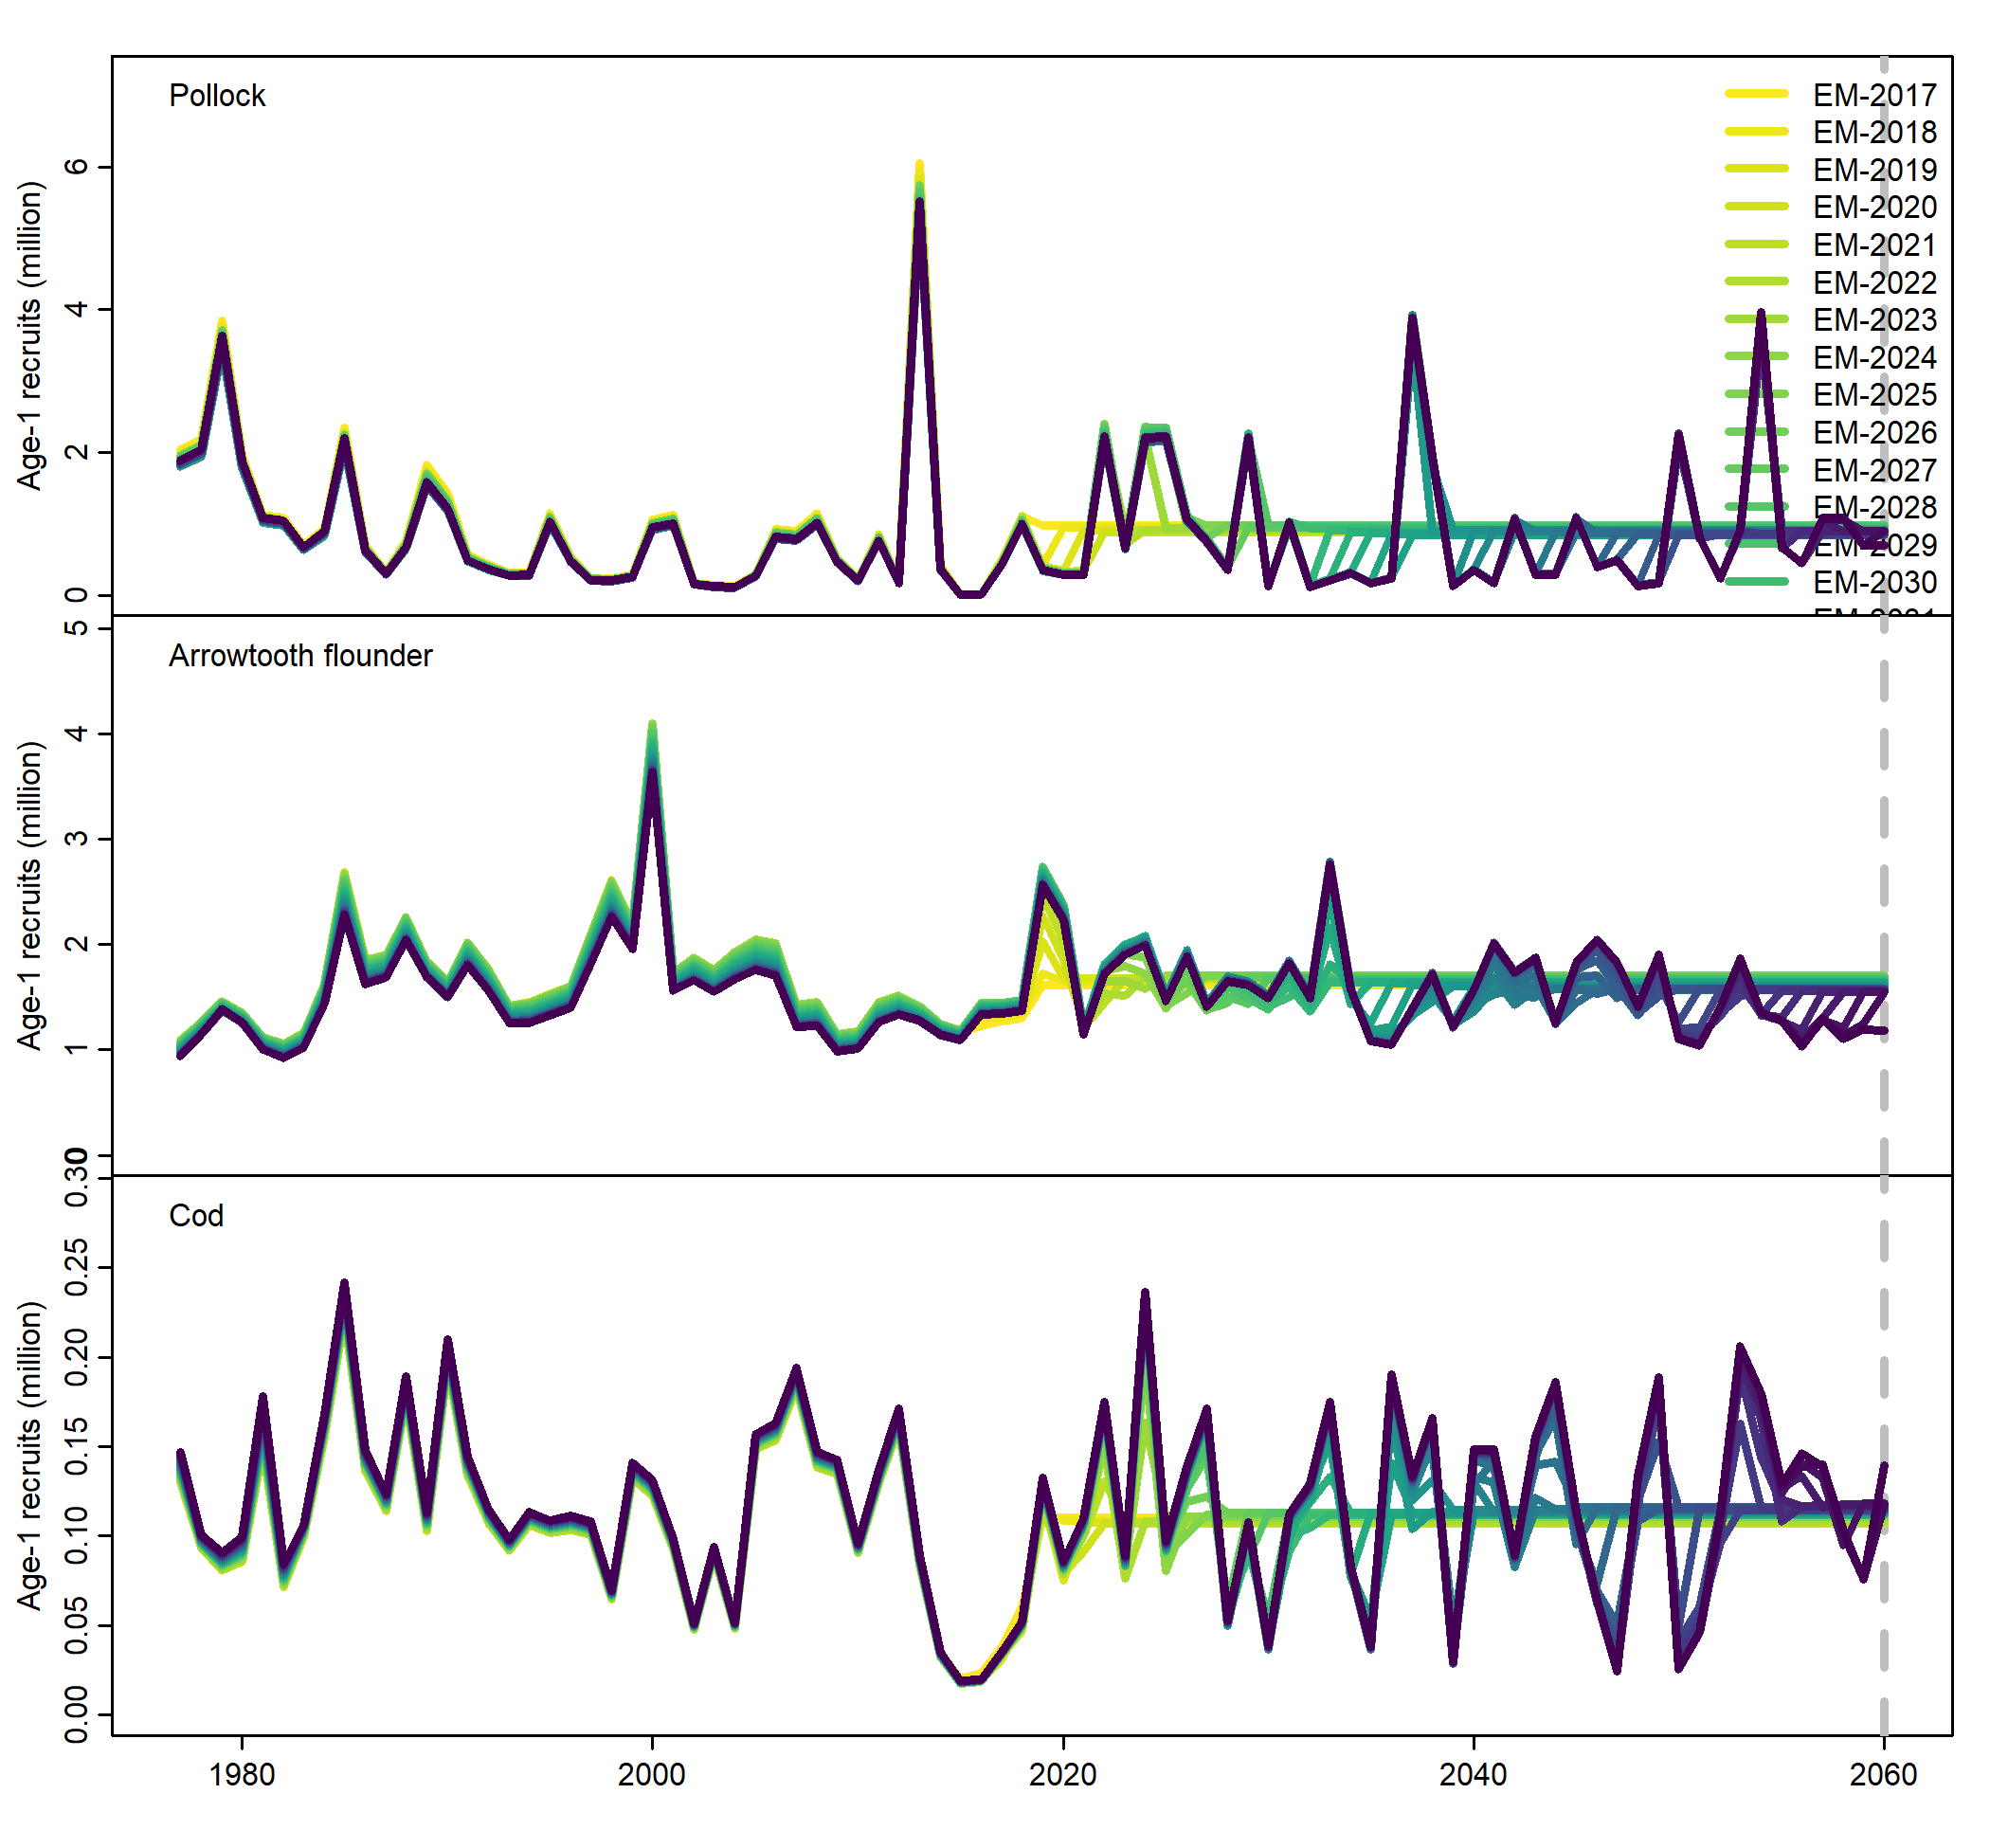 Pollock
Age-1 recruits (million)
6
4
2
0
EM-2017
EM-2018
EM-2019
EM-2020
EM-2021
EM-2022
EM-2023
EM-2024
EM-2025
EM-2026
EM-2027
EM-2028
EM-2029
EM-2030
Arrowtooth flounder
Age-1 recruits (million)
5
4
3
2
1
0
Cod
Age-1 recruits (million)
0.30
0.25
0.20
0.15
0.10
0.05
0.00
1980
2000
2020
2040
2060